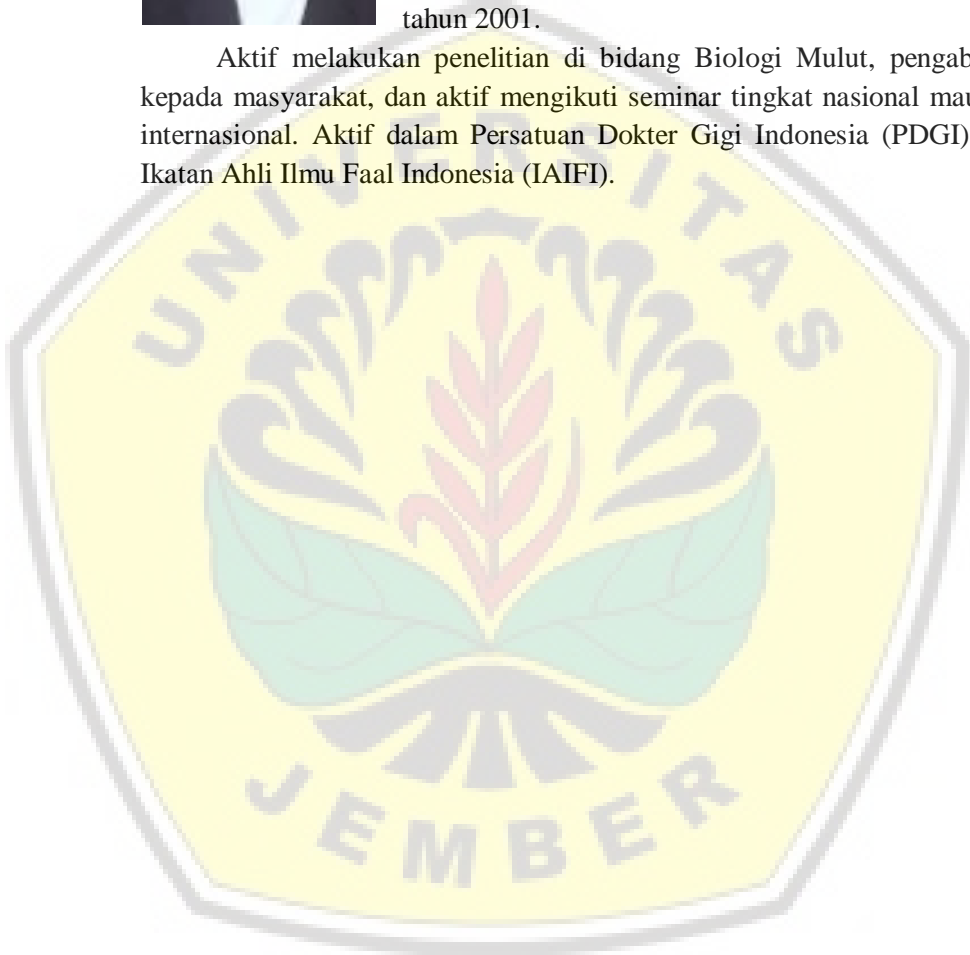 tahun 2001.
Aktif melakukan penelitian di bidang Biologi Mulut, pengab
kepada masyarakat, dan aktif mengikuti seminar tingkat nasional mau
internasional. Aktif dalam Persatuan Dokter Gigi Indonesia (PDGI)
Ikatan Ahli Ilmu Faal Indonesia (IAIFI).
UNIVERSITAS
JEMBER